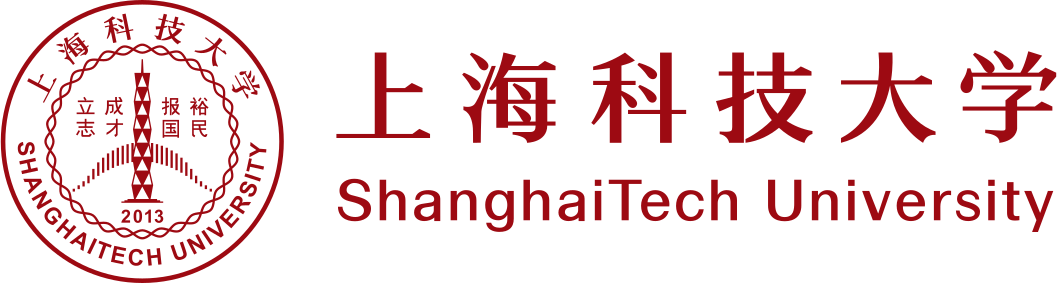 上海科技大学
立志 成才 报国 裕民
2013
SHANGHAITECH UNIVERSITY
上海科技大学
ShanghaiTech University